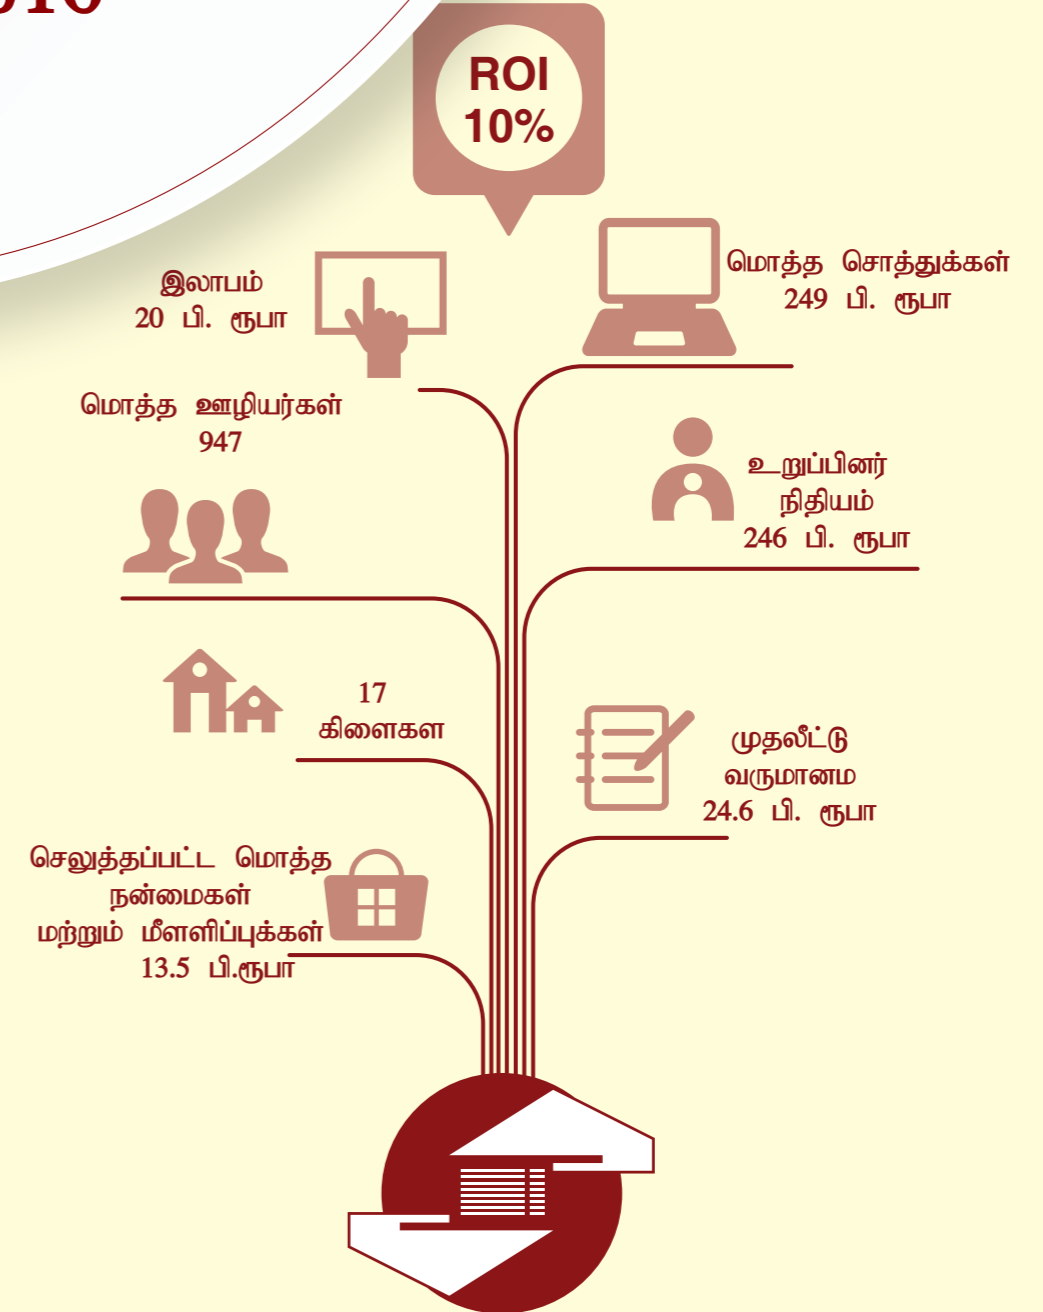 ROI
10%
இலாபம்
20 பி. ரூபா
மொத்த சொத்துக்கள்
249 பி. ரூபா
மொத்த ஊழியர்கள்
947
உறுப்பினர்
நிதியம்
246 பி. ரூபா
17
கிளைகள
முதலீட்டு
வருமானம
24.6 பி. ரூபா
செலுத்தப்பட்ட மொத்த
நன்மைகள்
மற்றும் மீளளிப்புக்கள்
13.5 பி.ரூபா